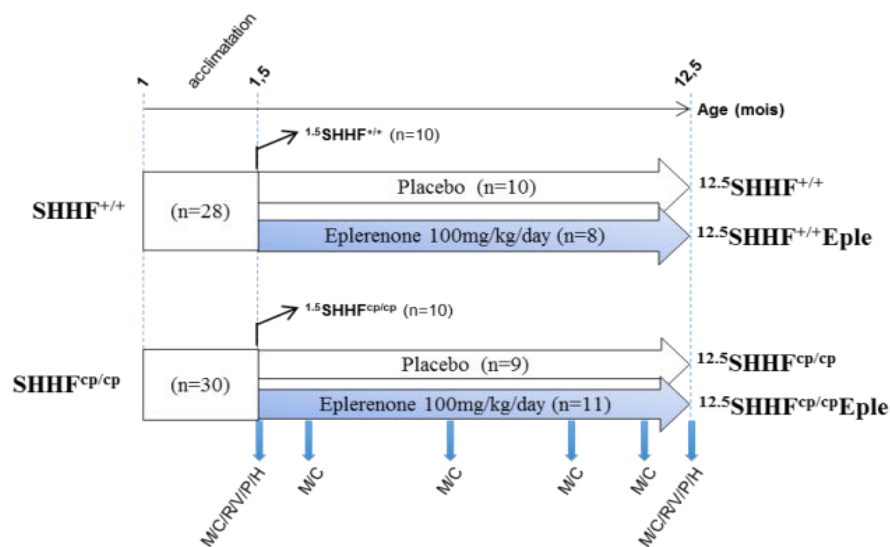 acclimatation
1 1,5 12,5
Age (mois)
1.5SHHF+/+ (n=10)
SHHF+/+ (n=28)
Placebo (n=10) 12.5SHHF+/+
Eplerenone 100mg/kg/day (n=8) 12.5SHHF+/+Eple
1.5SHHFcp/cp (n=10)
SHHFcp/cp (n=30)
Placebo (n=9) 12.5SHHFcp/cp
Eplerenone 100mg/kg/day (n=11) 12.5SHHFcp/cpEple
M/C/R/V/P/H M/C M/C M/C M/C M/C/R/V/P/H